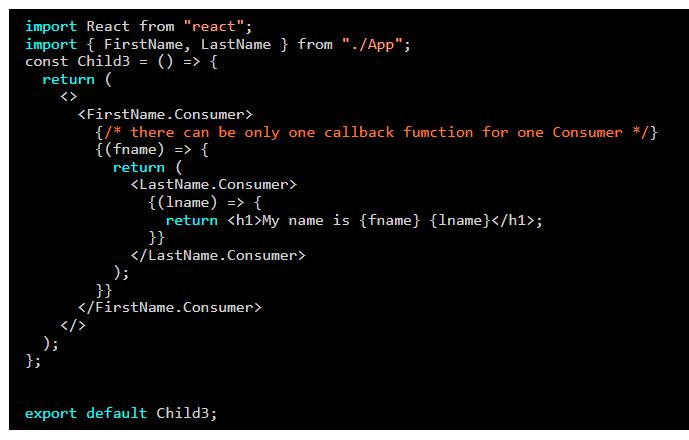 import React from "react";
import { FirstName, LastName } from "./App";
const Child3 = () => {
  return (
    <>
      <FirstName.Consumer>
        {/* there can be only one callback fumction for one Consumer */}
        {(fname) => {
          return (
            <LastName.Consumer>
              {(lname) => {
                return <h1>My name is {fname} {lname}</h1>;
              }}
            </LastName.Consumer>
          );
        }}
      </FirstName.Consumer>
    </>
  );
};
export default Child3;